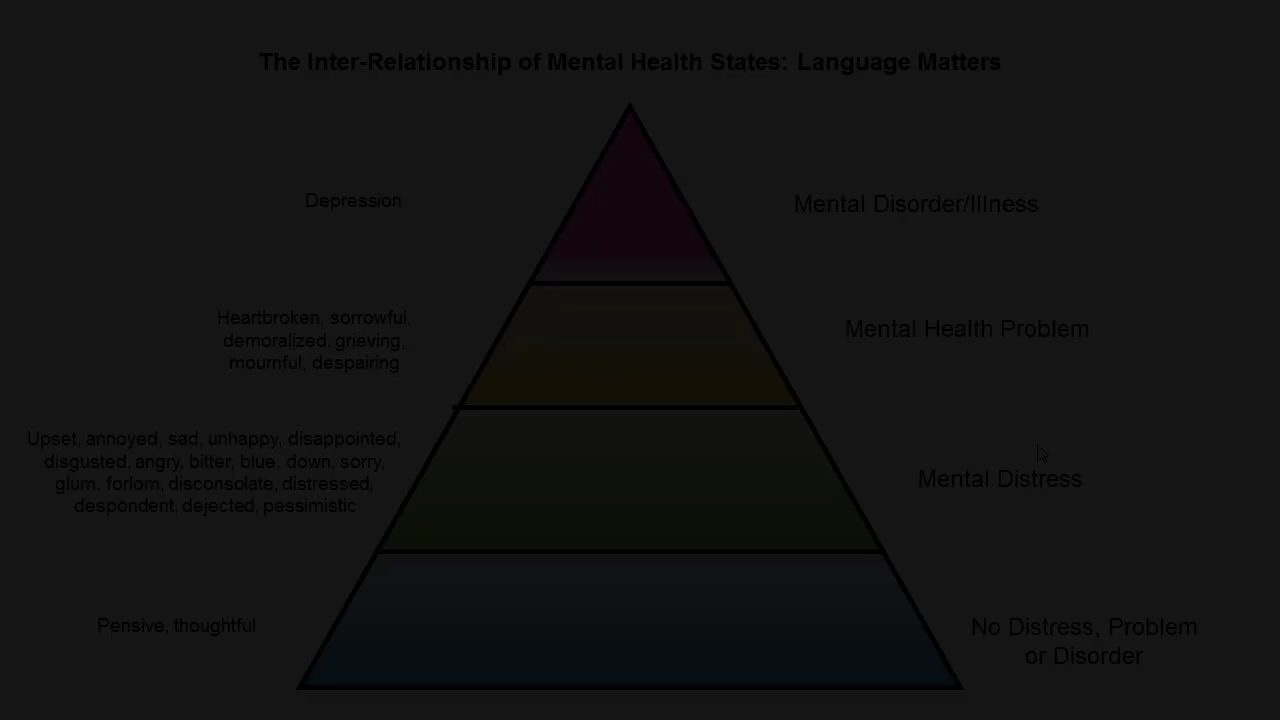 The Inter-Relationship of Mental Health States: Language Matters
Depression
Mental Disorder/Illness
Heartbroken, sorrowful,
demoralized, grieving,
mournful, despairing
Mental Health Problem
Upset, annoyed, sad, unhappy, disappointed,
disgusted, angry, bitter, blue, down, sorry,
glum, forlorn, disconsolate, distressed,
despondent, dejected, pessimistic
Mental Distress
Pensive, thoughtful
No Distress, Problem
or Disorder